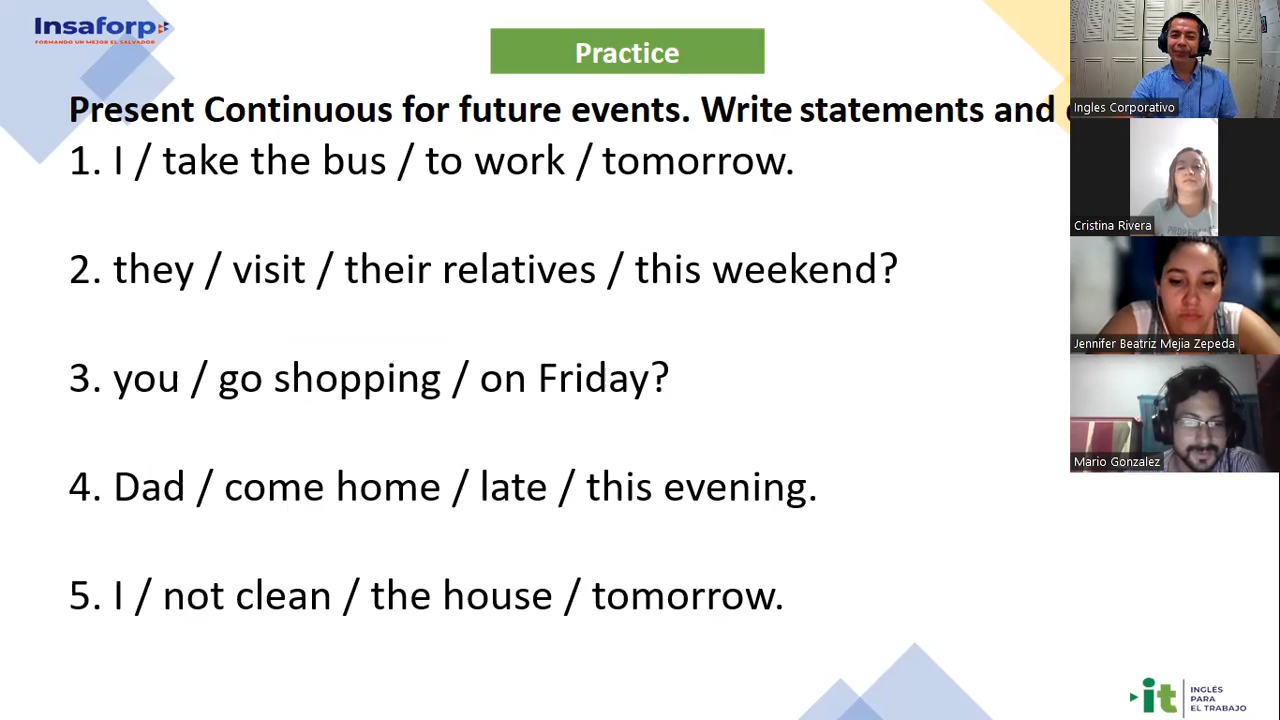 Insaforp
FORMANDO UN MEJOR EL SALVADOR
Practice
Present Continuous for future events. Write statements and
1. I / take the bus / to work / tomorrow.
2. they / visit / their relatives / this weekend?
3. you / go shopping / on Friday?
4. Dad / come home / late / this evening.
5. I / not clean / the house / tomorrow.
Ingles Corporativo
Cristina Rivera
Jennifer Beatriz Mejia Zepeda
Mario Gonzalez
it
INGLÉS
PARA
EL TRABAJO